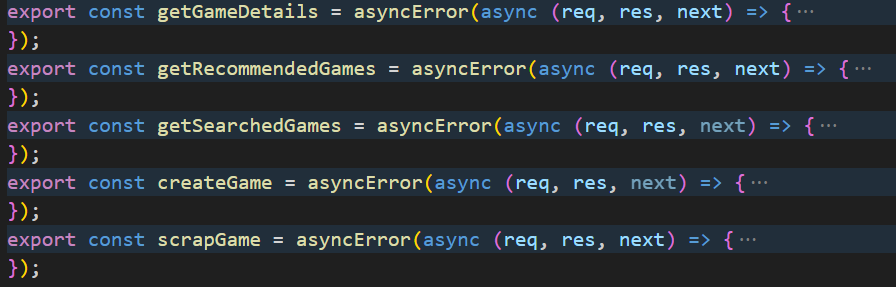 export const getGameDetails = asyncError(async (req, res, next) => {···
});
export const getRecommendedGames = asyncError(async (req, res, next) => {···
});
export const getSearchedGames = asyncError(async (req, res, next) => {···
});
export const createGame = asyncError(async (req, res, next) => {···
});
export const scrapGame = asyncError(async (req, res, next) => {···
});